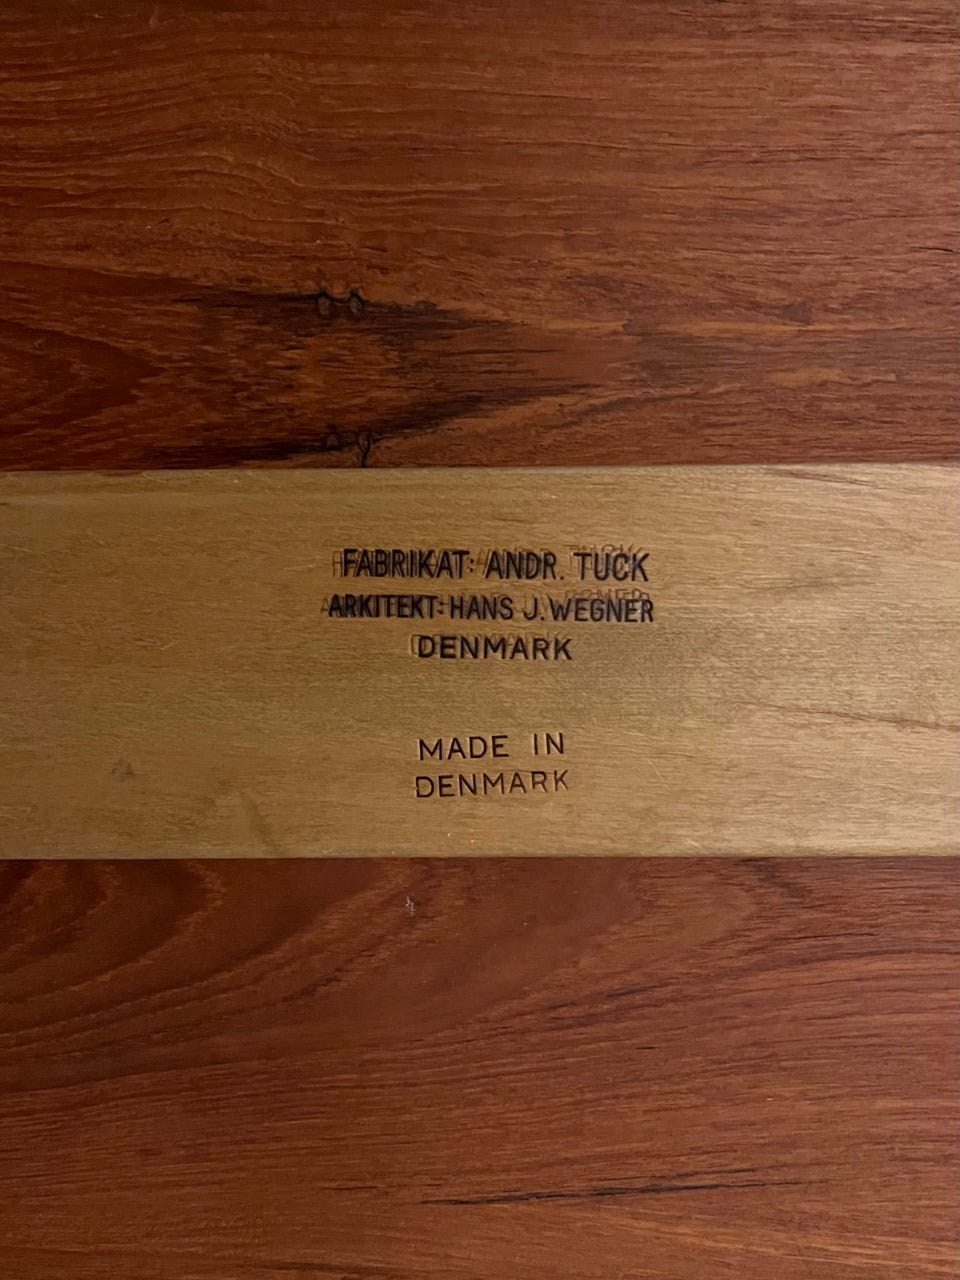 FABRIKAT: ANDR. TUCK
ARKITEKT: HANS J. WEGNER
DENMARK
MADE IN
DENMARK